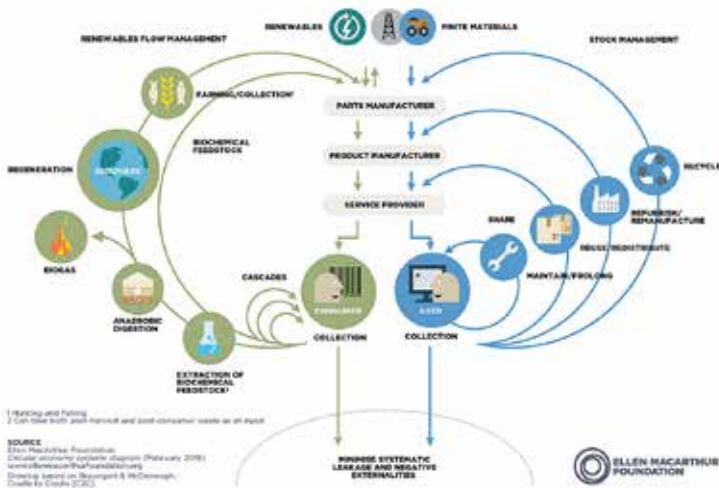 RENEWABLES
FINITE MATERIALS
RENEWABLES FLOW MANAGEMENT
STOCK MANAGEMENT
FARMING/COLLECTION¹
PARTS MANUFACTURER
BIOCHEMICAL
FEEDSTOCK
PRODUCT MANUFACTURER
REGENERATION
BIOSPHERE
RECYCLE
SERVICE PROVIDER
SHARE
REFURBISH/
REMANUFACTURE
REUSE/REDISTRIBUTE
BIOGAS
MAINTAIN/PROLONG
CASCADES
CONSUMER
USER
ANAEROBIC
DIGESTION
COLLECTION
COLLECTION
EXTRACTION OF
BIOCHEMICAL
FEEDSTOCK²
1 Hunting and fishing
2 Can take both post-harvest and post-consumer waste as an input
SOURCE
Ellen MacArthur Foundation
Circular economy systems diagram (February 2019)
www.ellenmacarthurfoundation.org
Drawing based on Braungart & McDonough,
Cradle to Cradle (C2C)
MINIMISE SYSTEMATIC
LEAKAGE AND NEGATIVE
EXTERNALITIES
ELLEN MACARTHUR
FOUNDATION